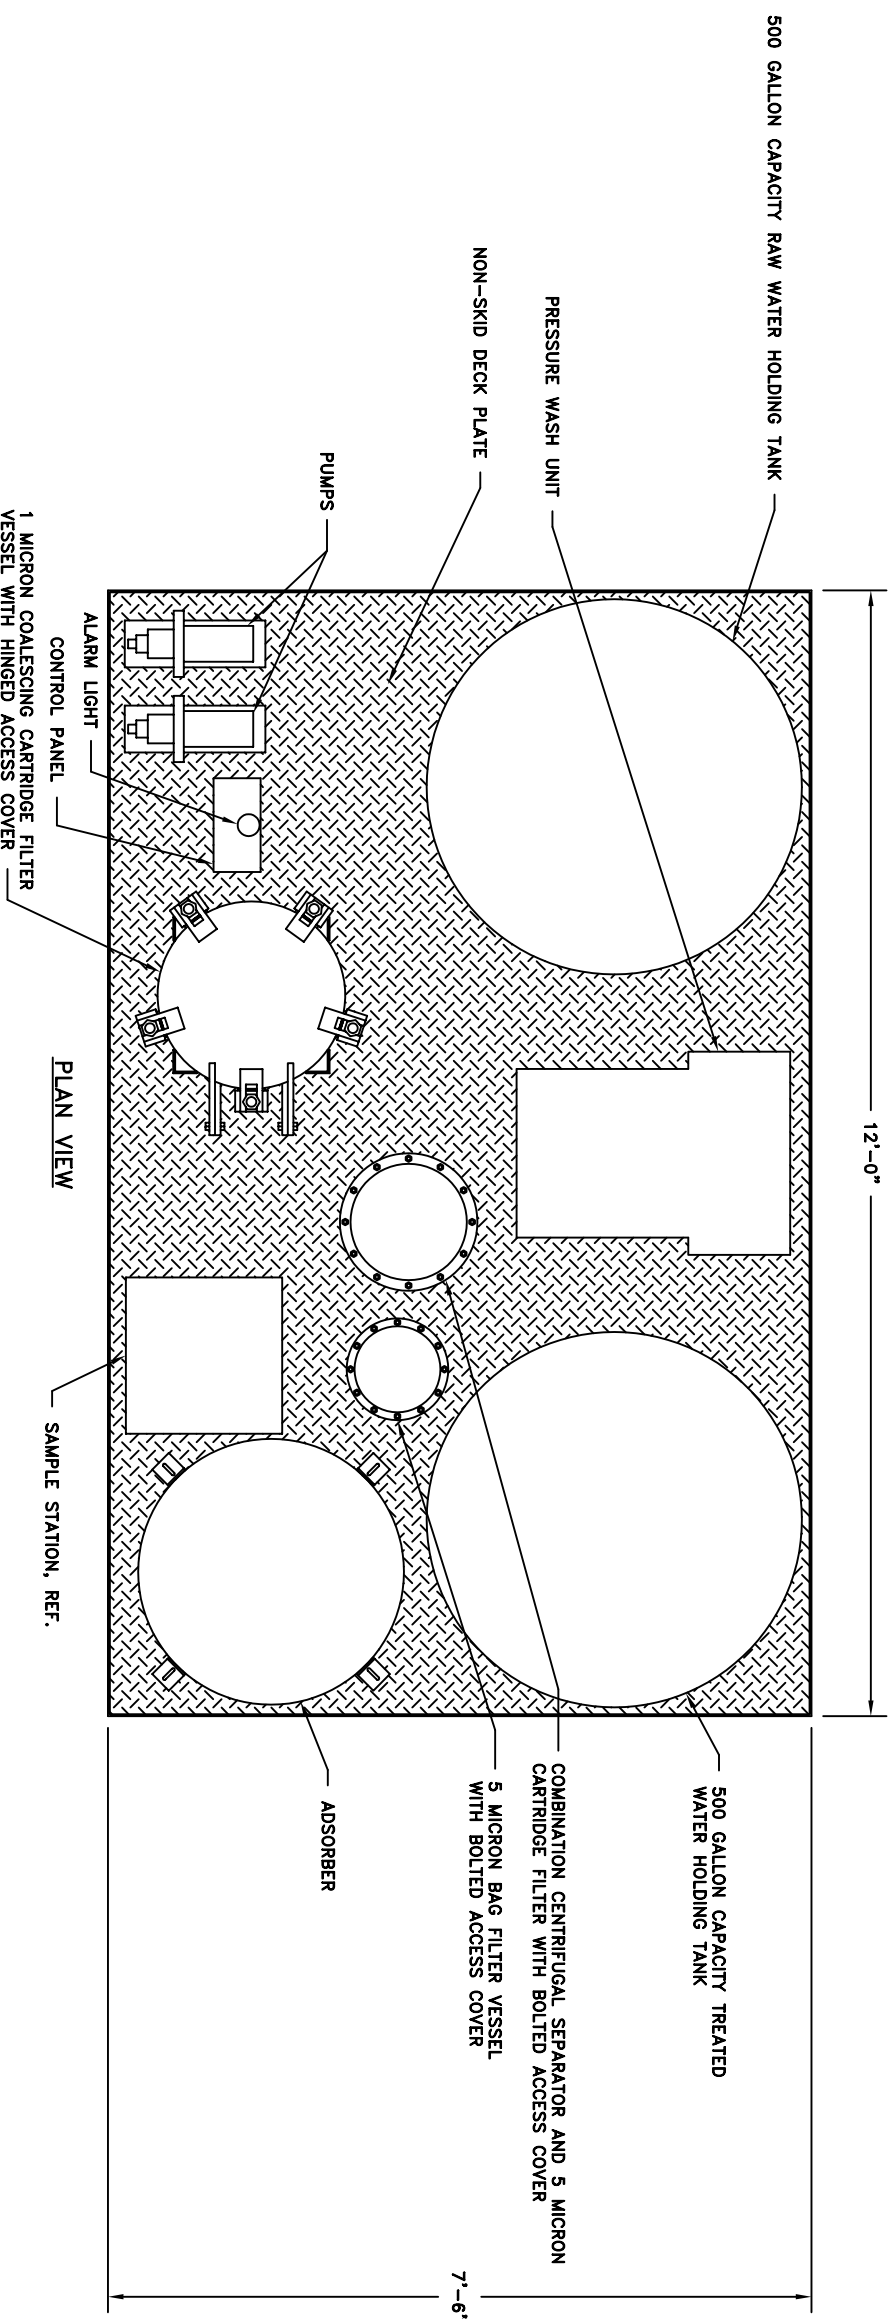 12'-0"
500 GALLON CAPACITY RAW WATER HOLDING TANK
PRESSURE WASH UNIT
NON-SKID DECK PLATE
PUMPS
ALARM LIGHT
CONTROL PANEL
1 MICRON COALESCING CARTRIDGE FILTER
VESSEL WITH HINGED ACCESS COVER
PLAN VIEW
SAMPLE STATION, REF.
500 GALLON CAPACITY TREATED
WATER HOLDING TANK
COMBINATION CENTRIFUGAL SEPARATOR AND 5 MICRON
CARTRIDGE FILTER WITH BOLTED ACCESS COVER
5 MICRON BAG FILTER VESSEL
WITH BOLTED ACCESS COVER
ADSORBER
7'-6"